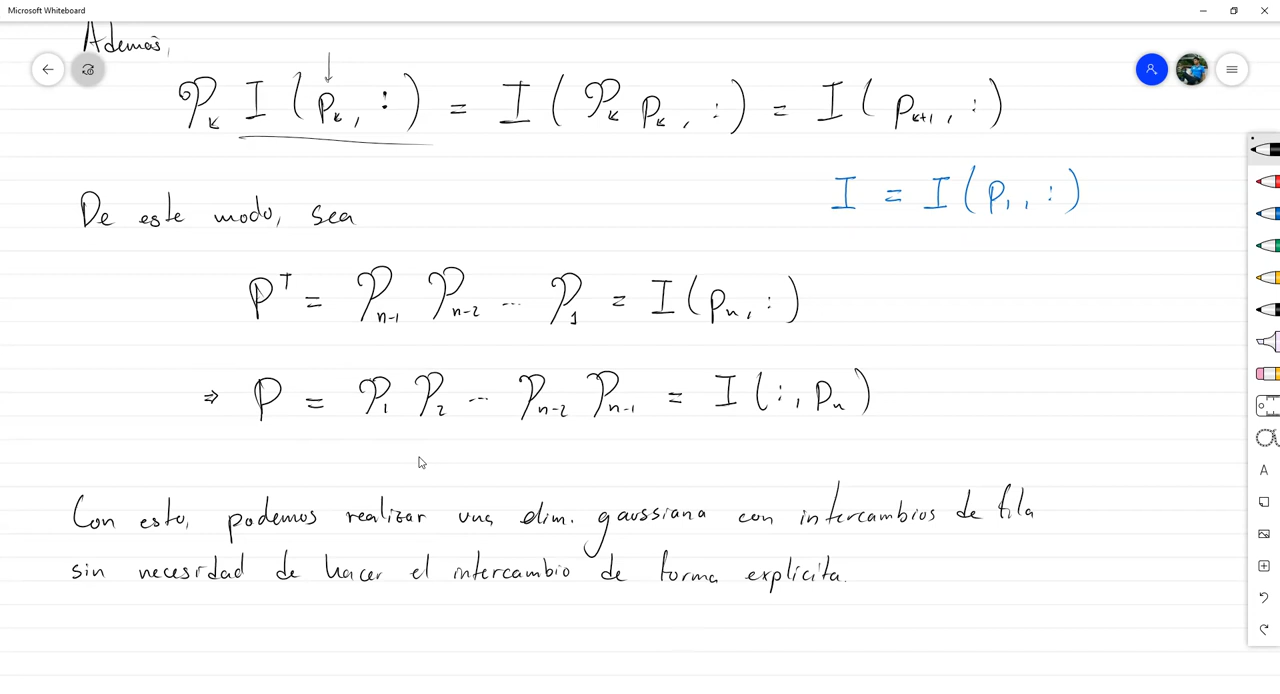 Microsoft Whiteboard
Además,
𝒫ₖ I(pₖ, :) = I(𝒫ₖ pₖ, :) = I(pₖ₊₁, :)
I = I(p₁, :)
De este modo, sea
Pᵀ = 𝒫ₙ₋₁ 𝒫ₙ₋₂ ... 𝒫₁ = I(pₙ, :)
⇒ P = 𝒫₁ 𝒫₂ ... 𝒫ₙ₋₂ 𝒫ₙ₋₁ = I(:, pₙ)
Con esto, podemos realizar una elim. gaussiana con intercambios de fila
sin necesidad de hacer el intercambio de forma explícita.